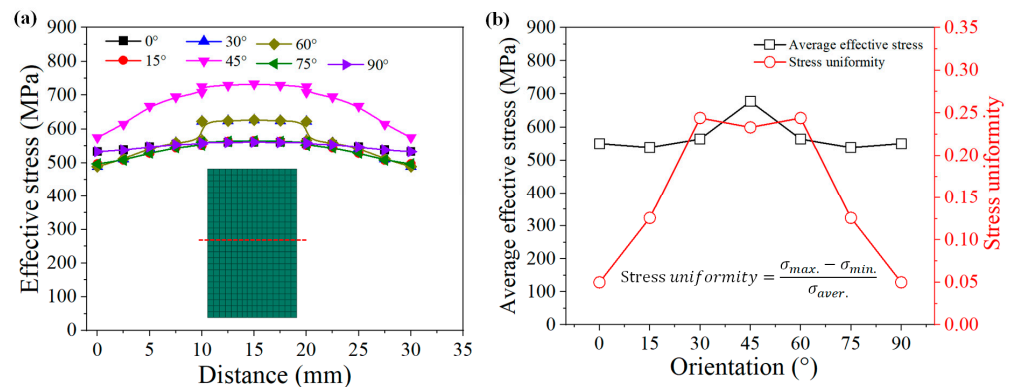 (a)
Effective stress (MPa)
900
800
700
600
500
400
300
200
100
0
0° 30° 60°
15° 45° 75° 90°
0 5 10 15 20 25 30 35
Distance (mm)
(b)
Average effective stress (MPa)
900
800
700
600
500
400
300
200
100
0
Average effective stress
Stress uniformity
Stress uniformity = (σmax. − σmin.) / σaver.
0 15 30 45 60 75 90
Orientation (°)
0.35
0.30
0.25
0.20
0.15
0.10
0.05
0.00
Stress uniformity